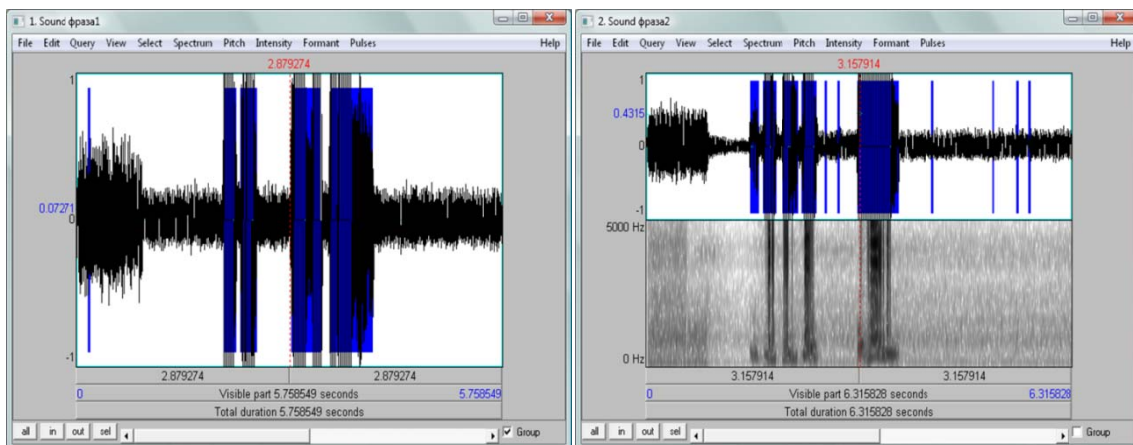 1. Sound фраза1
File Edit Query View Select Spectrum Pitch Intensity Formant Pulses Help
2.879274
1
0.07271
0
-1
2.879274 2.879274
0 Visible part 5.758549 seconds 5.758549
Total duration 5.758549 seconds
all in out sel Group
2. Sound фраза2
File Edit Query View Select Spectrum Pitch Intensity Formant Pulses Help
3.157914
1
0.4315
0
-1
5000 Hz
0 Hz
3.157914 3.157914
0 Visible part 6.315828 seconds 6.315828
Total duration 6.315828 seconds
all in out sel Group